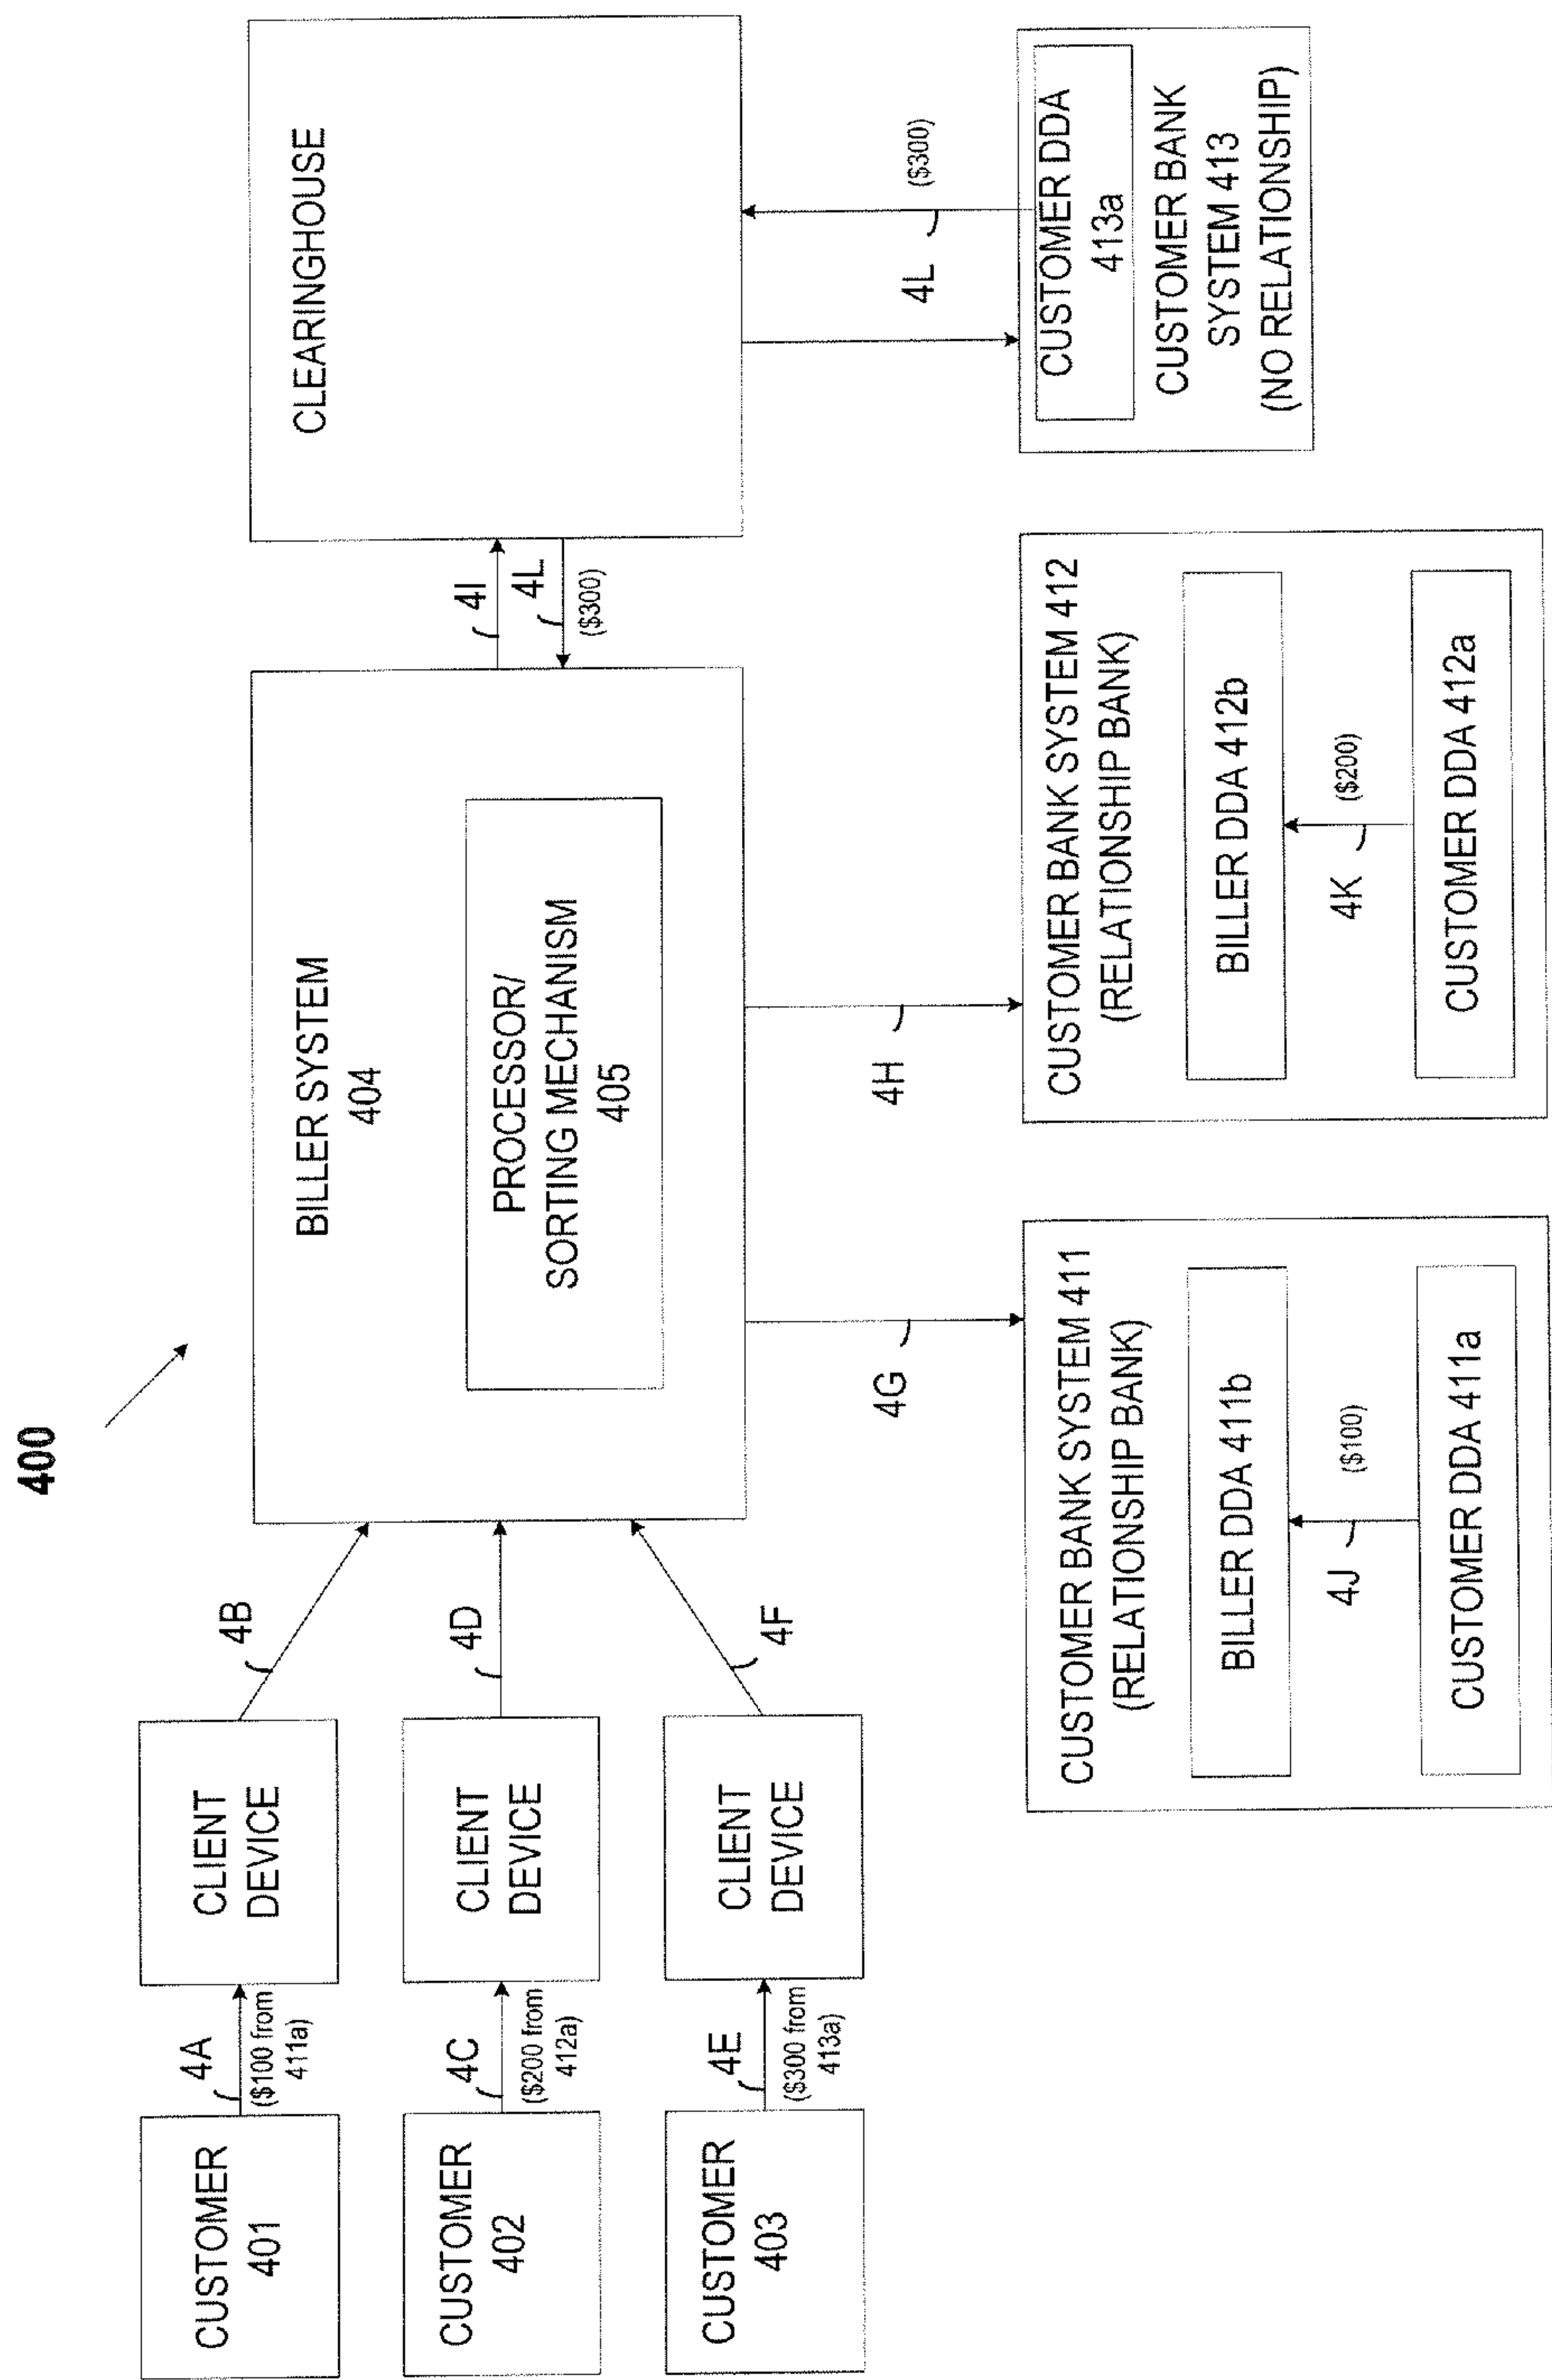 400
CUSTOMER
401
4A
($100 from
411a)
CLIENT
DEVICE
4B
CUSTOMER
402
4C
($200 from
412a)
CLIENT
DEVICE
4D
CUSTOMER
403
4E
($300 from
413a)
CLIENT
DEVICE
4F
BILLER SYSTEM
404
PROCESSOR/
SORTING MECHANISM
405
4I
4L
($300)
CLEARINGHOUSE
4G
4H
4L
($300)
CUSTOMER BANK SYSTEM 411
(RELATIONSHIP BANK)
BILLER DDA 411b
4J
($100)
CUSTOMER DDA 411a
CUSTOMER BANK SYSTEM 412
(RELATIONSHIP BANK)
BILLER DDA 412b
4K
($200)
CUSTOMER DDA 412a
CUSTOMER DDA
413a
CUSTOMER BANK
SYSTEM 413
(NO RELATIONSHIP)